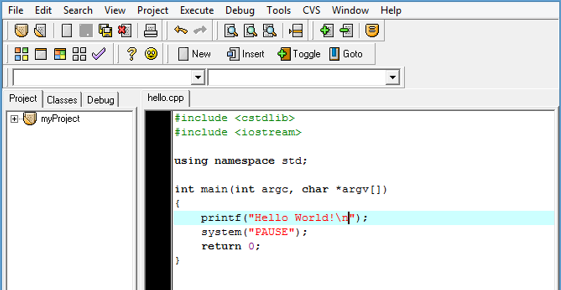 File Edit Search View Project Execute Debug Tools CVS Window Help
New Insert Toggle Goto
Project Classes Debug hello.cpp
myProject
#include <cstdlib>
#include <iostream>
using namespace std;
int main(int argc, char *argv[])
{
printf("Hello World!\n");
system("PAUSE");
return 0;
}